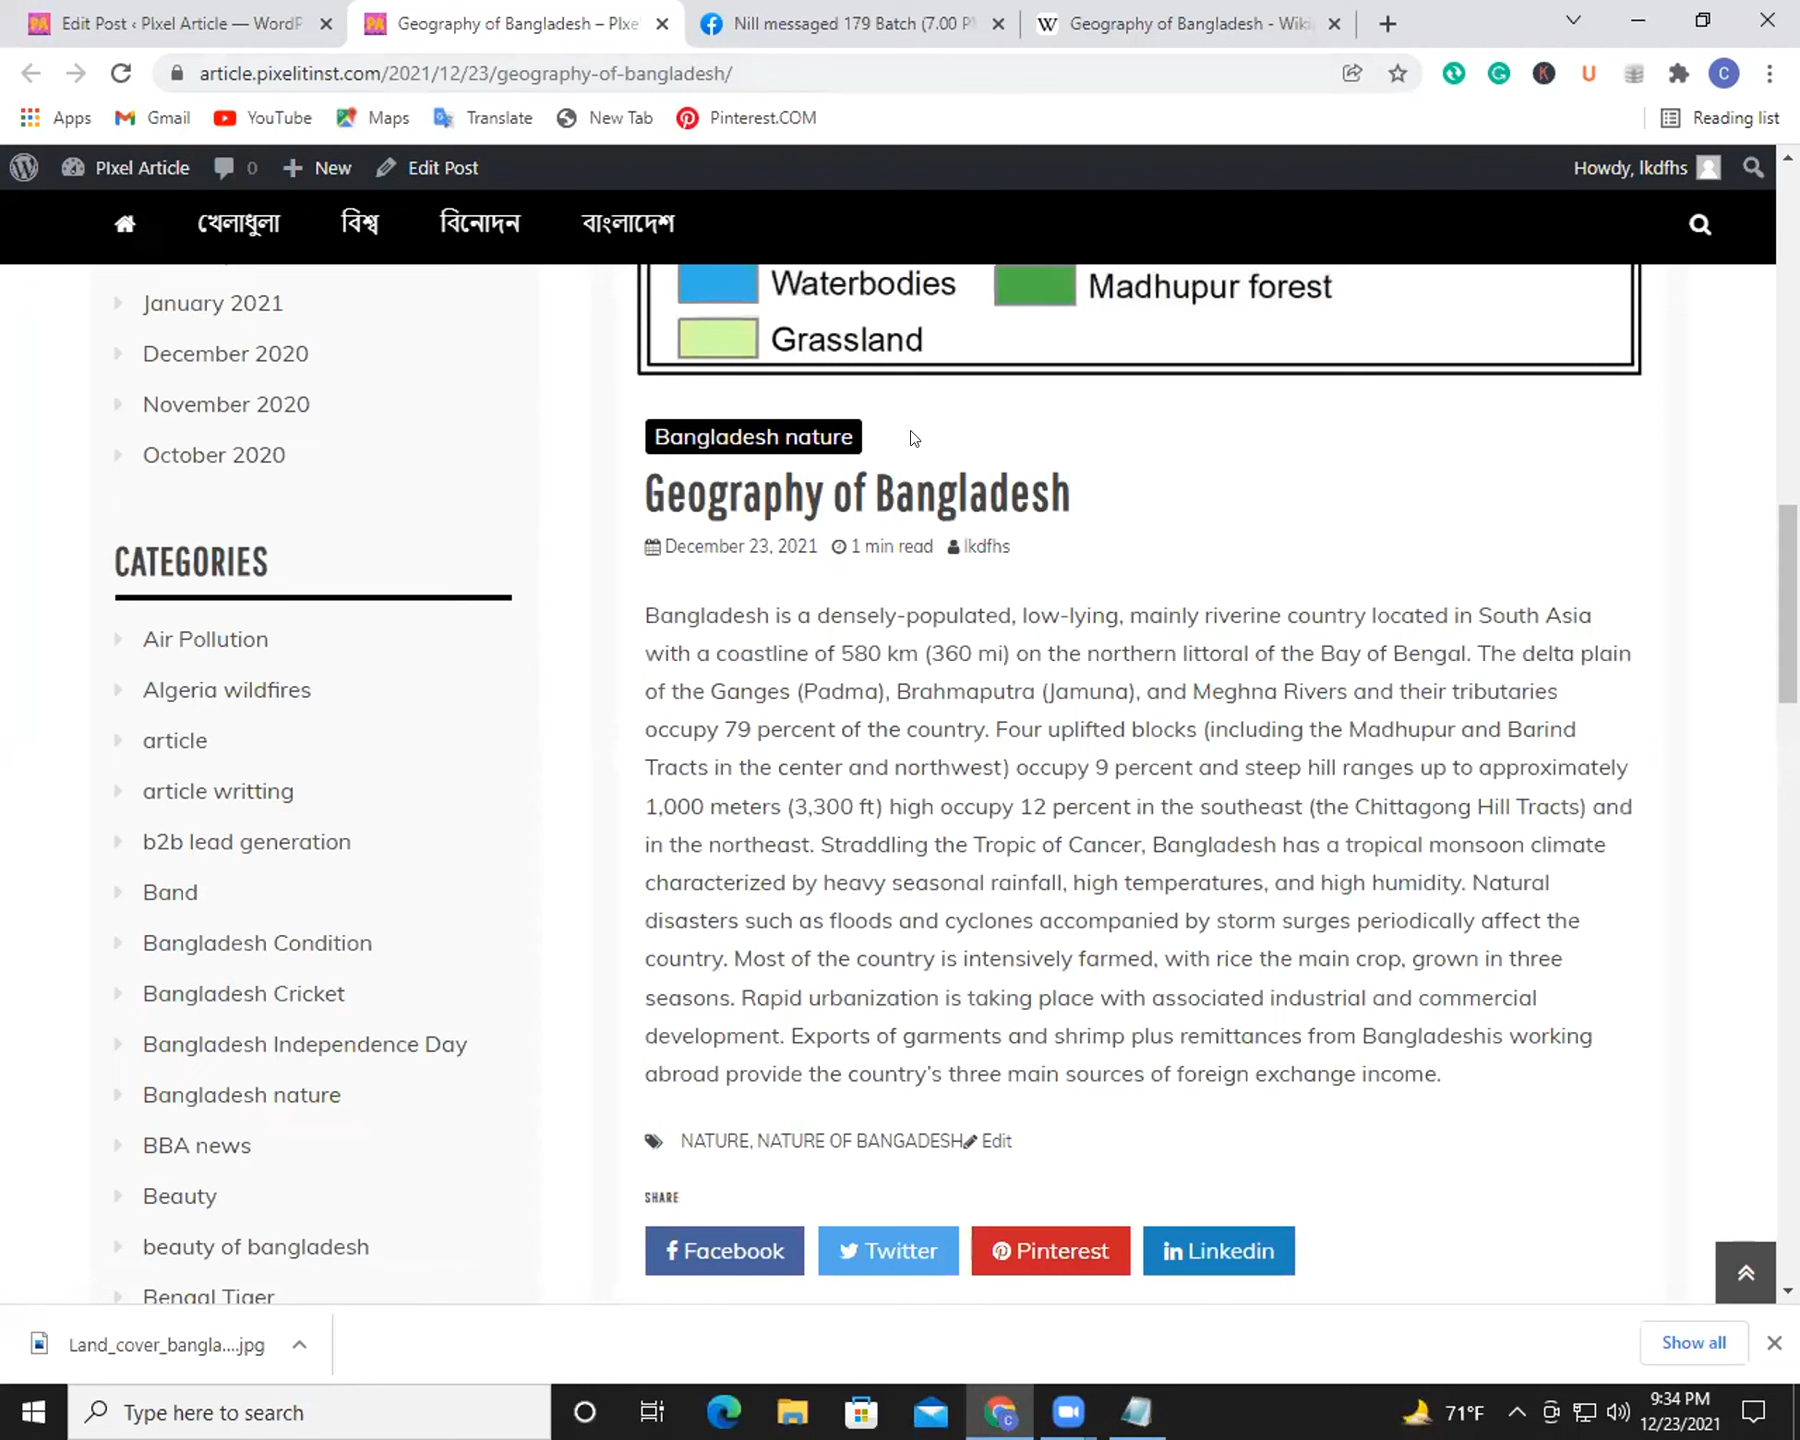 Edit Post ‹ PIxel Article — WordP
Geography of Bangladesh – PIxe
Nill messaged 179 Batch (7.00 P
Geography of Bangladesh - Wiki
article.pixelitinst.com/2021/12/23/geography-of-bangladesh/
Apps
Gmail
YouTube
Maps
Translate
New Tab
Pinterest.COM
Reading list
PIxel Article
0
New
Edit Post
Howdy, lkdfhs
খেলাধুলা
বিশ্ব
বিনোদন
বাংলাদেশ
January 2021
December 2020
November 2020
October 2020
CATEGORIES
Air Pollution
Algeria wildfires
article
article writting
b2b lead generation
Band
Bangladesh Condition
Bangladesh Cricket
Bangladesh Independence Day
Bangladesh nature
BBA news
Beauty
beauty of bangladesh
Bengal Tiger
Waterbodies
Madhupur forest
Grassland
Bangladesh nature
Geography of Bangladesh
December 23, 2021 1 min read lkdfhs
Bangladesh is a densely-populated, low-lying, mainly riverine country located in South Asia
with a coastline of 580 km (360 mi) on the northern littoral of the Bay of Bengal. The delta plain
of the Ganges (Padma), Brahmaputra (Jamuna), and Meghna Rivers and their tributaries
occupy 79 percent of the country. Four uplifted blocks (including the Madhupur and Barind
Tracts in the center and northwest) occupy 9 percent and steep hill ranges up to approximately
1,000 meters (3,300 ft) high occupy 12 percent in the southeast (the Chittagong Hill Tracts) and
in the northeast. Straddling the Tropic of Cancer, Bangladesh has a tropical monsoon climate
characterized by heavy seasonal rainfall, high temperatures, and high humidity. Natural
disasters such as floods and cyclones accompanied by storm surges periodically affect the
country. Most of the country is intensively farmed, with rice the main crop, grown in three
seasons. Rapid urbanization is taking place with associated industrial and commercial
development. Exports of garments and shrimp plus remittances from Bangladeshis working
abroad provide the country’s three main sources of foreign exchange income.
NATURE, NATURE OF BANGADESH Edit
SHARE
Facebook
Twitter
Pinterest
Linkedin
Land_cover_bangla....jpg
Show all
Type here to search
71°F
9:34 PM
12/23/2021